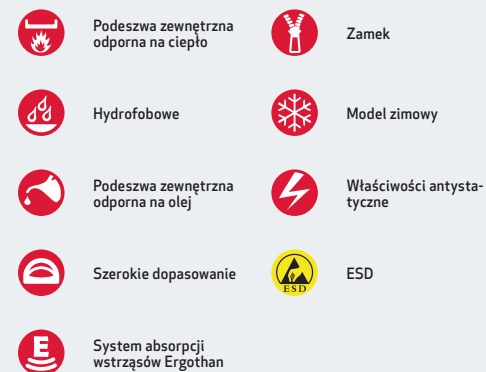 Podeszwa zewnętrzna
odporna na ciepło
Hydrofobowe
Podeszwa zewnętrzna
odporna na olej
Szerokie dopasowanie
E
System absorpcji
wstrząsów Ergothan
Zamek
Model zimowy
Właściwości antysta-
tyczne
ESD
ESD